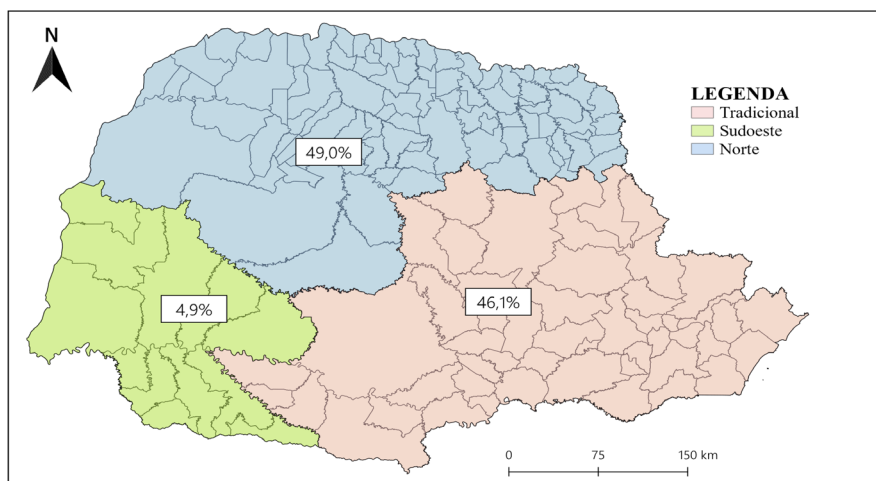 N
LEGENDA
Tradicional
Sudoeste
Norte
49,0%
4,9%
46,1%
0 75 150 km